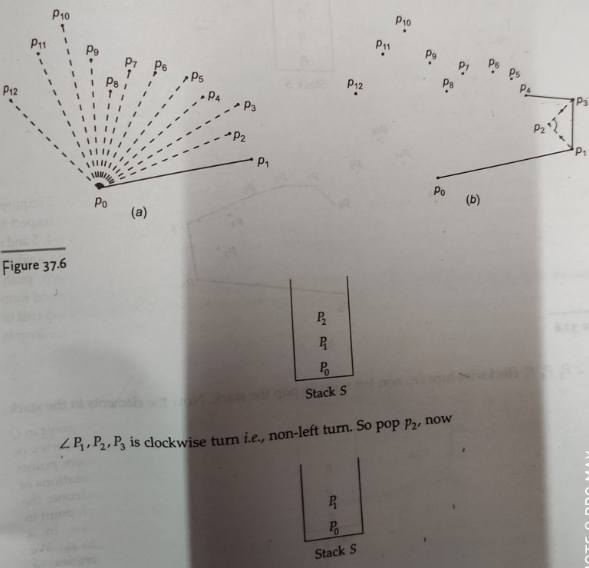 p10
p11
p9
p7
p6
p8
p5
p12
p4
p3
p2
p1
p0
(a)
p10
p11
p9
p7
p6
p5
p12
p8
p4
p3
p2
p1
p0
(b)
Figure 37.6
P2
P1
P0
Stack S
∠P1, P2, P3 is clockwise turn i.e., non-left turn. So pop p2, now
P1
P0
Stack S